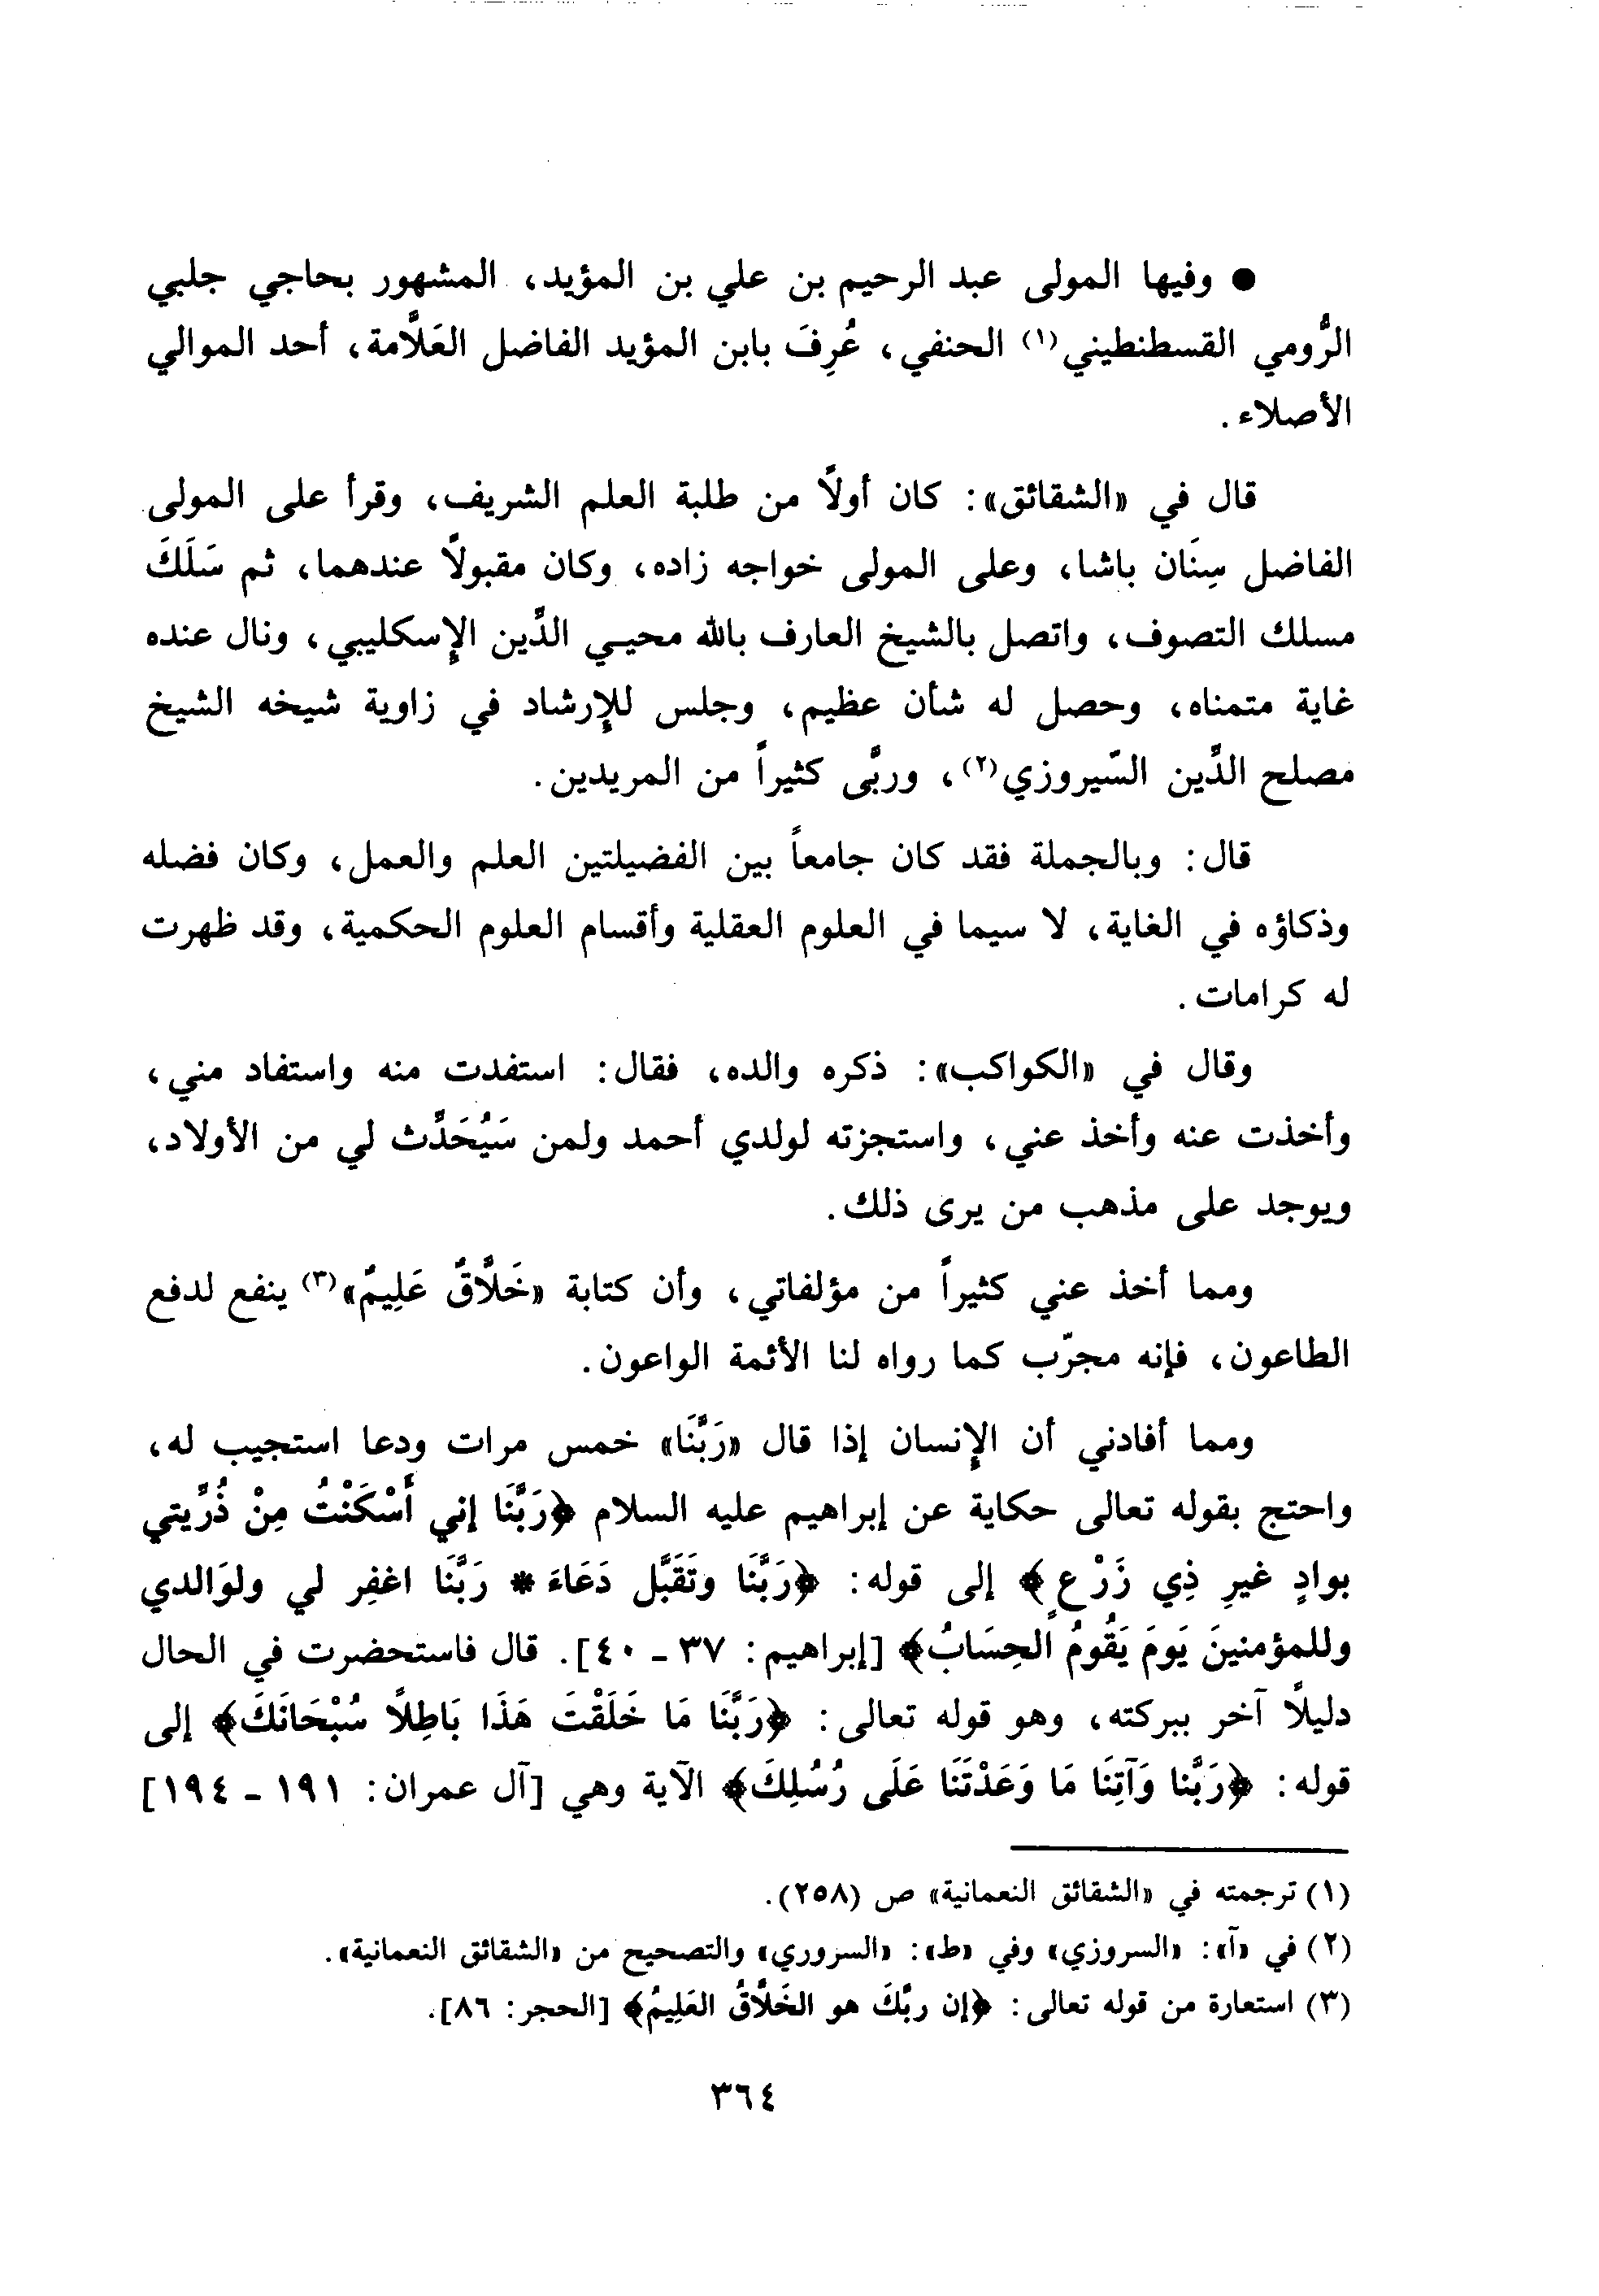 ● وفيها المولى عبد الرحيم بن علي بن المؤيد، المشهور بحاجي جلبي
الرُّومي القسطنطيني(١) الحنفي، عُرِفَ بابن المؤيد الفاضل العَلَّامة، أحد الموالي
الأصلاء.
قال في «الشقائق»: كان أولاً من طلبة العلم الشريف، وقرأ على المولى
الفاضل سِنَان باشا، وعلى المولى خواجه زاده، وكان مقبولاً عندهما، ثم سَلَكَ
مسلك التصوف، واتصل بالشيخ العارف بالله محيـي الدِّين الإسكليبي، ونال عنده
غاية متمناه، وحصل له شأن عظيم، وجلس للإرشاد في زاوية شيخه الشيخ
مصلح الدِّين السّيروزي(٢)، وربَّى كثيراً من المريدين.
قال: وبالجملة فقد كان جامعاً بين الفضيلتين العلم والعمل، وكان فضله
وذكاؤه في الغاية، لا سيما في العلوم العقلية وأقسام العلوم الحكمية، وقد ظهرت
له كرامات.
وقال في «الكواكب»: ذكره والده، فقال: استفدت منه واستفاد مني،
وأخذت عنه وأخذ عني، واستجزته لولدي أحمد ولمن سَيُحَدِّث لي من الأولاد،
ويوجد على مذهب من يرى ذلك.
ومما أخذ عني كثيراً من مؤلفاتي، وأن كتابة «خَلَّاقٌ عَلِيمٌ»(٣) ينفع لدفع
الطاعون، فإنه مجرّب كما رواه لنا الأئمة الواعون.
ومما أفادني أن الإنسان إذا قال «رَبَّنَا» خمس مرات ودعا استجيب له،
واحتج بقوله تعالى حكاية عن إبراهيم عليه السلام ﴿رَبَّنَا إني أَسْكَنْتُ مِنْ ذُرِّيتي
بوادٍ غيرِ ذِي زَرْعٍ﴾ إلى قوله: ﴿رَبَّنَا وتَقَبَّل دَعَاءَ * رَبَّنَا اغفِر لي ولوَالدي
وللمؤمنينَ يَومَ يَقُومُ الحِسَابُ﴾ [إبراهيم: ٣٧ ـ ٤٠]. قال فاستحضرت في الحال
دليلًا آخر ببركته، وهو قوله تعالى: ﴿رَبَّنَا مَا خَلَقْتَ هَذَا بَاطِلًا سُبْحَانَكَ﴾ إلى
قوله: ﴿رَبَّنا وَآتِنَا مَا وَعَدْتَنَا عَلَى رُسُلِكَ﴾ الآية وهي [آل عمران: ١٩١ ـ ١٩٤]
(١) ترجمته في «الشقائق النعمانية» ص (٢٥٨).
(٢) في «آ»: «السروزي» وفي «ط»: «السروري» والتصحيح من «الشقائق النعمانية».
(٣) استعارة من قوله تعالى: ﴿إن ربَّكَ هو الخَلَّاقُ العَلِيمُ﴾ [الحجر: ٨٦].
٣٦٤